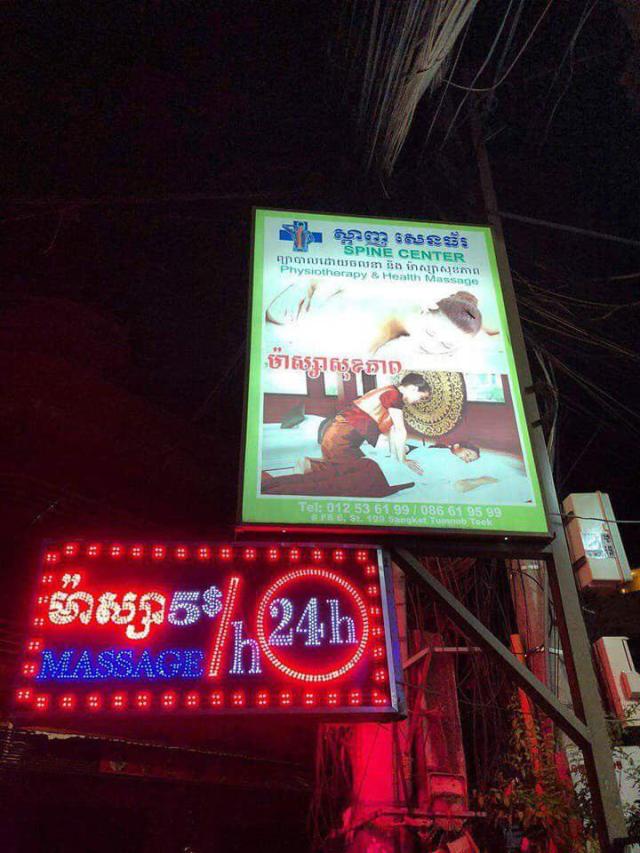 ស្កាញ សេនធ័រ
SPINE CENTER
ព្យាបាលដោយចលនា និង ម៉ាស្សាសុខភាព
Physiotherapy & Health Massage
ម៉ាស្សាសុខភាព
Tel: 012 53 61 99 / 086 61 95 99
St. 199 Sangkat Tumnob Teek
ម៉ាស្សា 5$/h 24h
MASSAGE